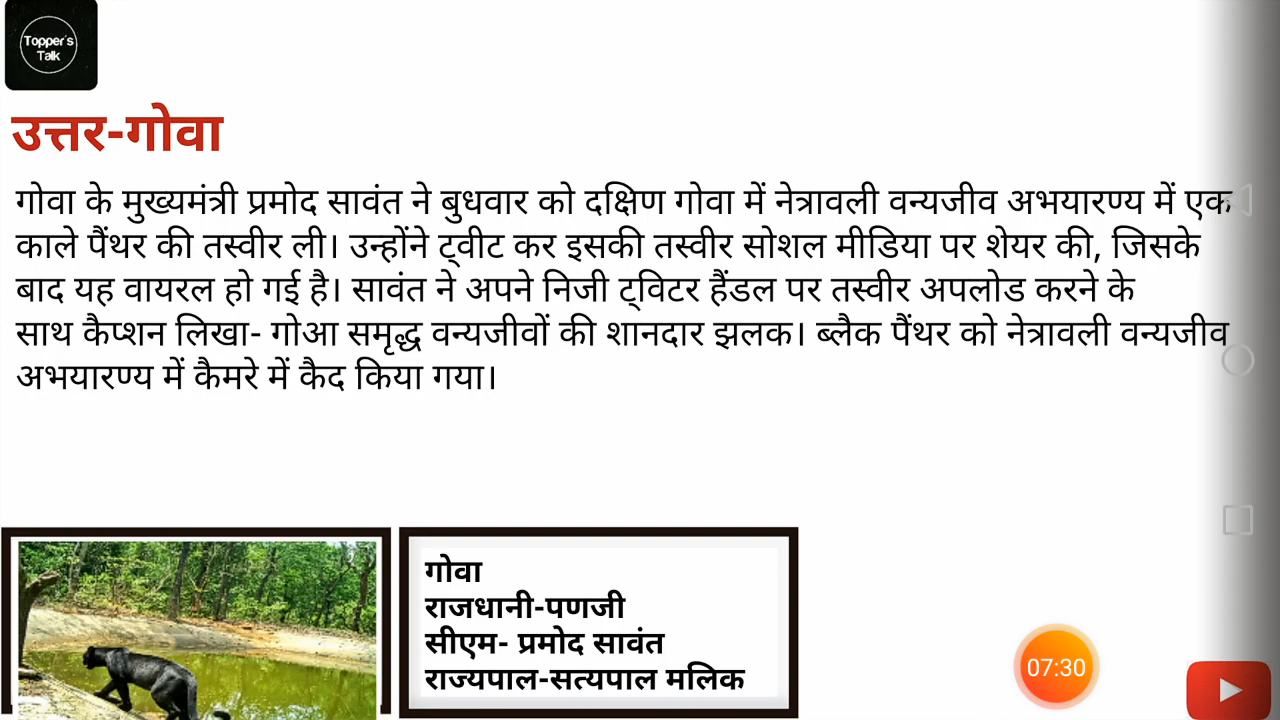 Topper's
Talk
उत्तर-गोवा
गोवा के मुख्यमंत्री प्रमोद सावंत ने बुधवार को दक्षिण गोवा में नेत्रावली वन्यजीव अभयारण्य में एक
काले पैंथर की तस्वीर ली। उन्होंने ट्वीट कर इसकी तस्वीर सोशल मीडिया पर शेयर की, जिसके
बाद यह वायरल हो गई है। सावंत ने अपने निजी ट्विटर हैंडल पर तस्वीर अपलोड करने के
साथ कैप्शन लिखा- गोआ समृद्ध वन्यजीवों की शानदार झलक। ब्लैक पैंथर को नेत्रावली वन्यजीव
अभयारण्य में कैमरे में कैद किया गया।
गोवा
राजधानी-पणजी
सीएम- प्रमोद सावंत
राज्यपाल-सत्यपाल मलिक
07:30